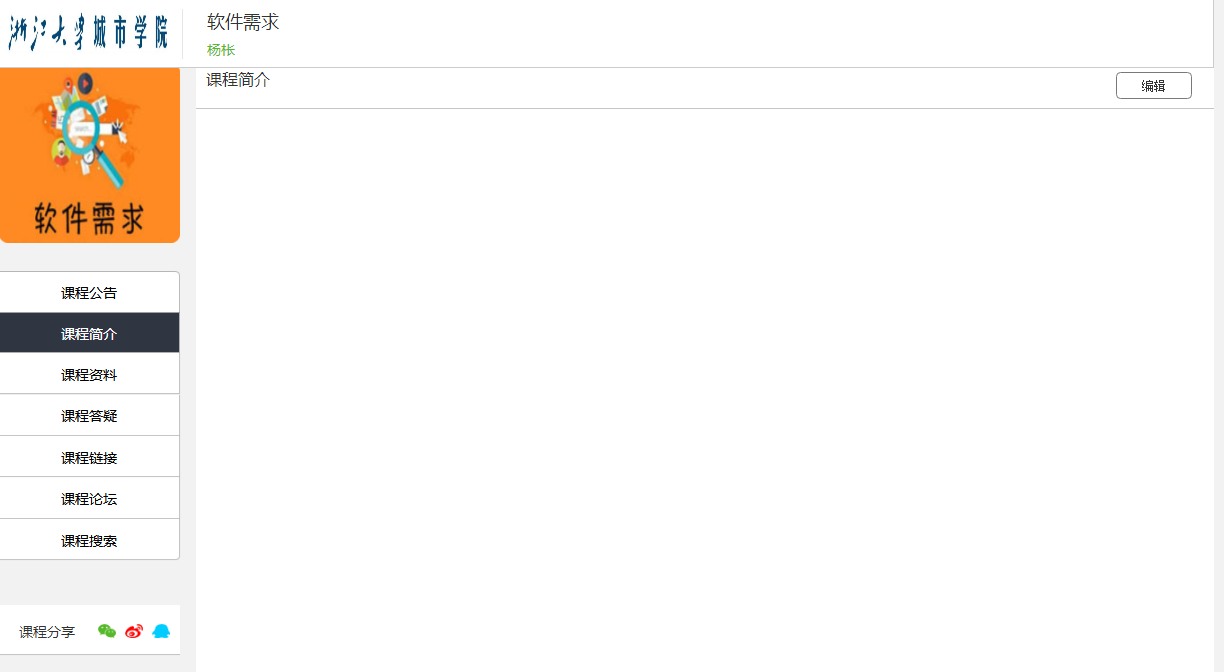 浙江大学城市学院
软件需求
杨枨
课程简介
编辑
软件需求
课程公告
课程简介
课程资料
课程答疑
课程链接
课程论坛
课程搜索
课程分享